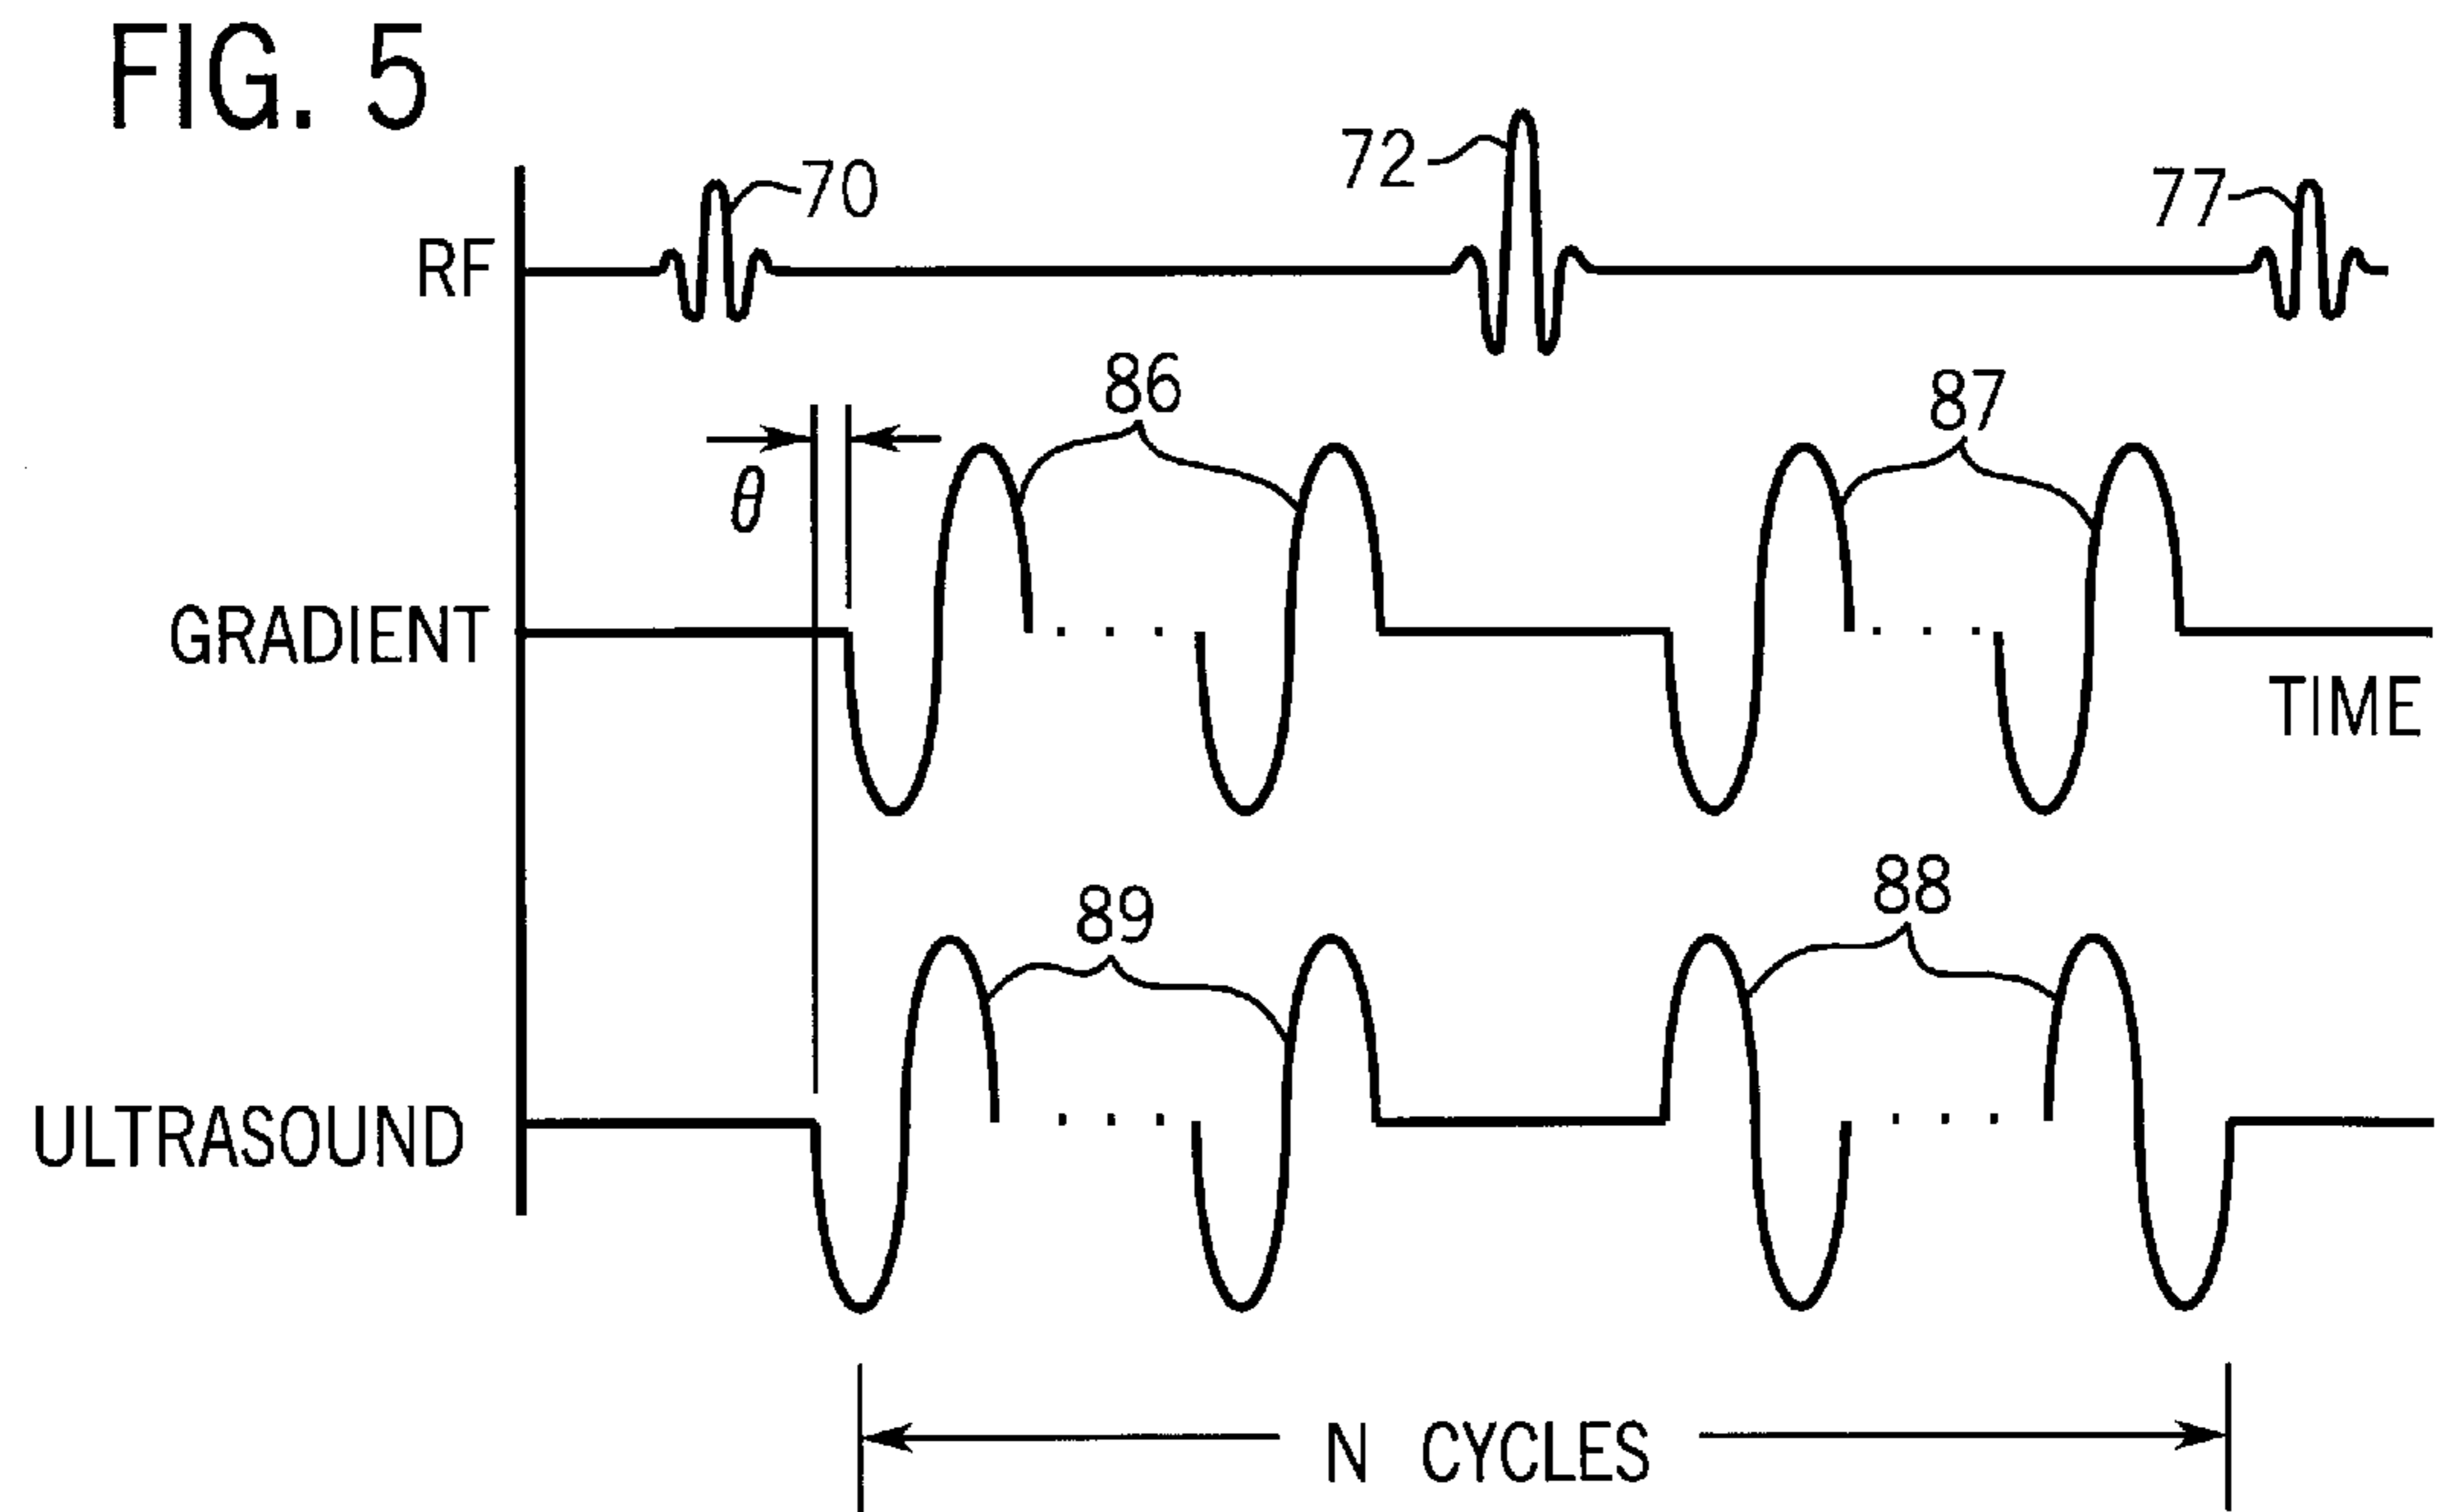 FIG. 5
70
72
77
RF
86
87
θ
GRADIENT
TIME
89
88
ULTRASOUND
N CYCLES